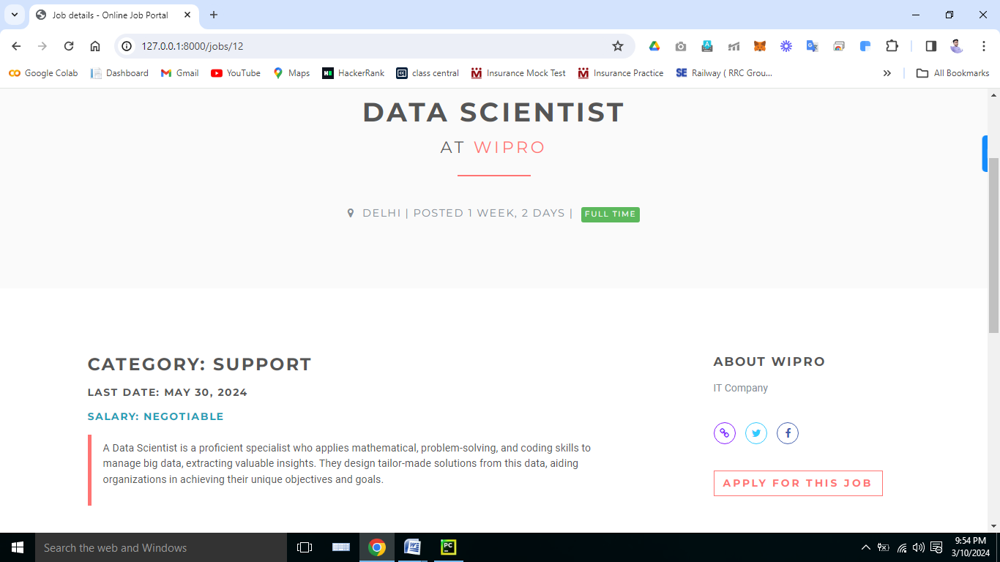 Job details - Online Job Portal
127.0.0.1:8000/jobs/12
Google Colab Dashboard Gmail YouTube Maps HackerRank class central Insurance Mock Test Insurance Practice Railway ( RRC Grou... All Bookmarks
DATA SCIENTIST
AT WIPRO
DELHI | POSTED 1 WEEK, 2 DAYS | FULL TIME
CATEGORY: SUPPORT
LAST DATE: MAY 30, 2024
SALARY: NEGOTIABLE
A Data Scientist is a proficient specialist who applies mathematical, problem-solving, and coding skills to
manage big data, extracting valuable insights. They design tailor-made solutions from this data, aiding
organizations in achieving their unique objectives and goals.
ABOUT WIPRO
IT Company
APPLY FOR THIS JOB
Search the web and Windows
9:54 PM
3/10/2024